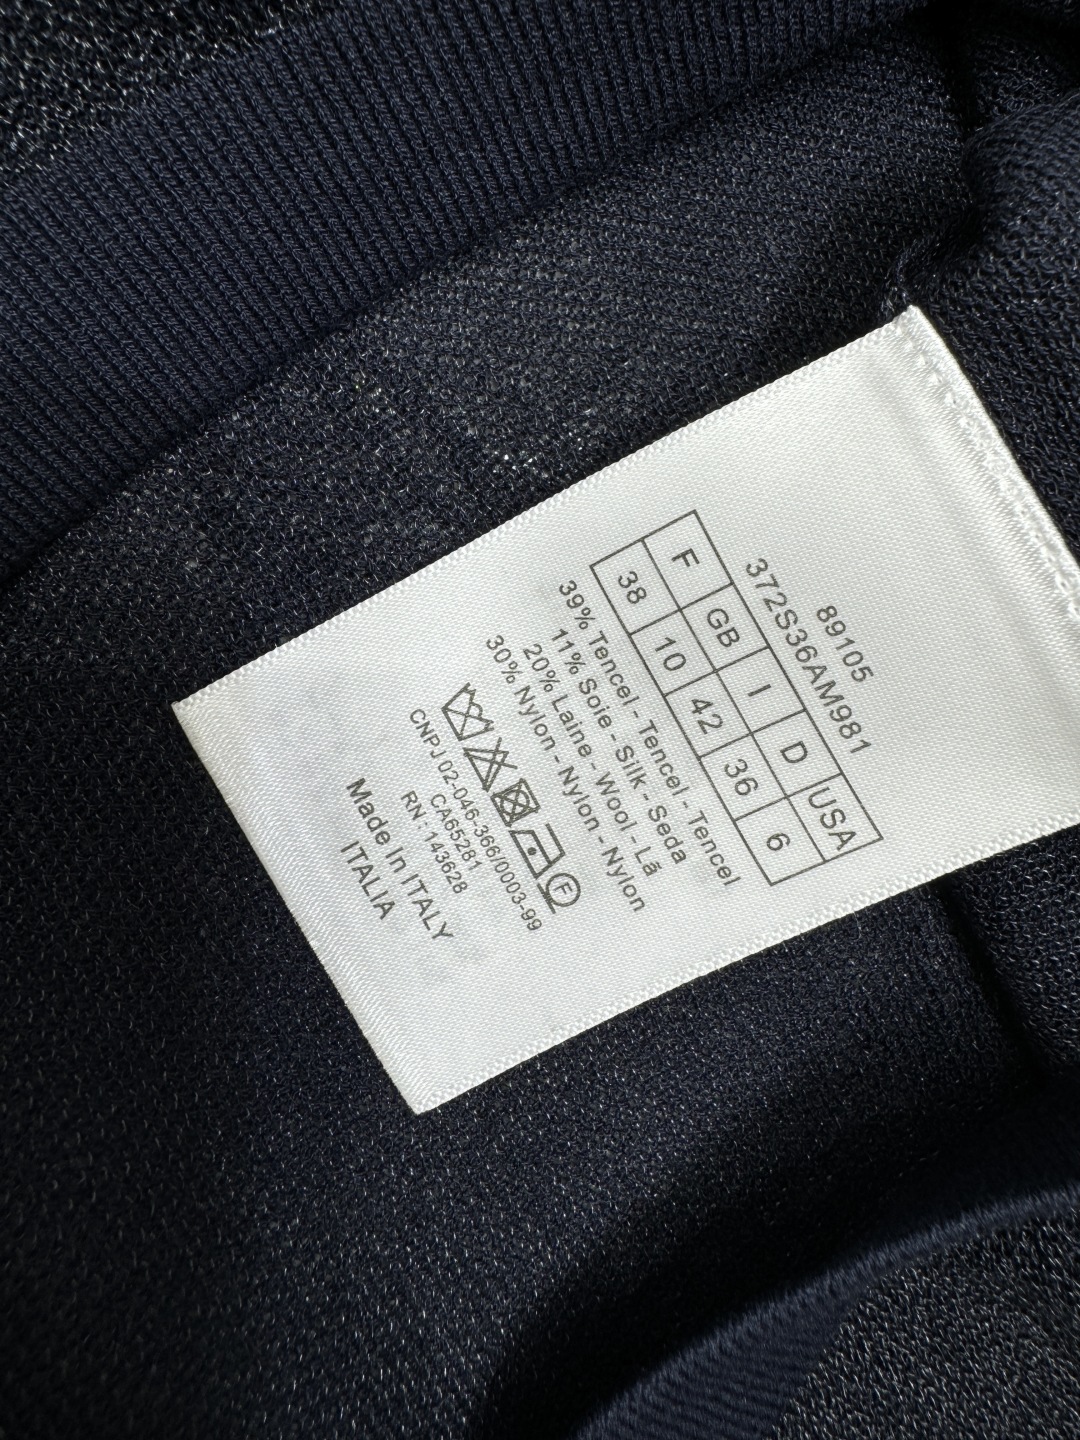 89105
372S36AM981
F GB I D USA
38 10 42 36 6
39% Tencel - Tencel - Tencel
11% Soie - Silk - Seda
20% Laine - Wool - Lã
30% Nylon - Nylon - Nylon
F
CNPJ 02-046-366/0003-99
CA65281
RN - 143628
Made In ITALY
ITALIA